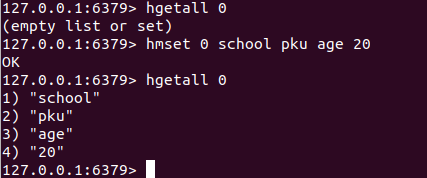 127.0.0.1:6379> hgetall 0
(empty list or set)
127.0.0.1:6379> hmset 0 school pku age 20
OK
127.0.0.1:6379> hgetall 0
1) "school"
2) "pku"
3) "age"
4) "20"
127.0.0.1:6379>